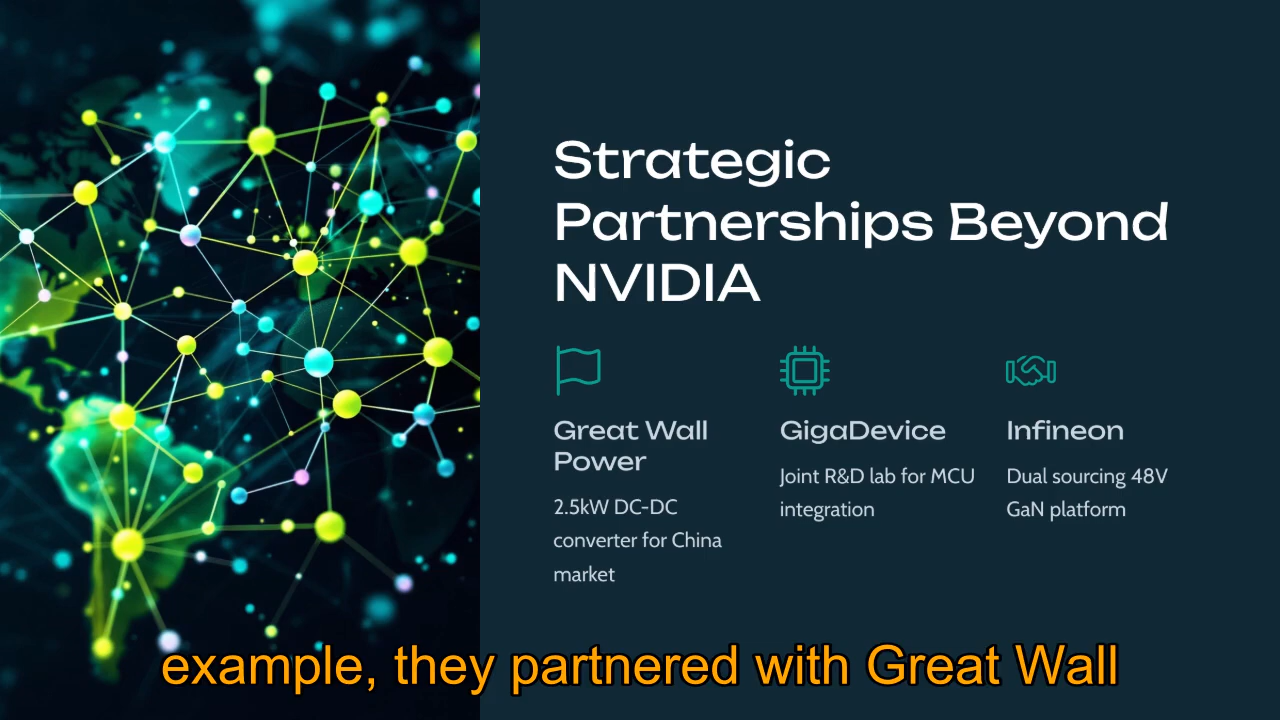 Strategic
Partnerships Beyond
NVIDIA
Great Wall
Power
2.5kW DC-DC
converter for China
market
GigaDevice
Joint R&D lab for MCU
integration
Infineon
Dual sourcing 48V
GaN platform
example, they partnered with Great Wall